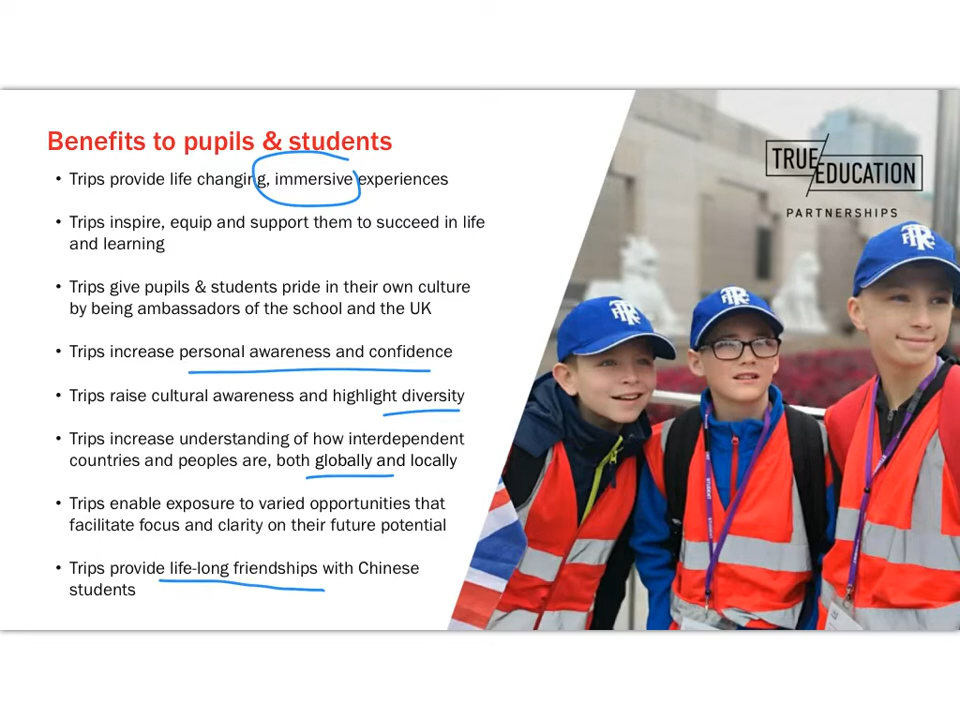 Benefits to pupils & students
• Trips provide life changing, immersive experiences
• Trips inspire, equip and support them to succeed in life
and learning
• Trips give pupils & students pride in their own culture
by being ambassadors of the school and the UK
• Trips increase personal awareness and confidence
• Trips raise cultural awareness and highlight diversity
• Trips increase understanding of how interdependent
countries and peoples are, both globally and locally
• Trips enable exposure to varied opportunities that
facilitate focus and clarity on their future potential
• Trips provide life-long friendships with Chinese
students
TRUE
EDUCATION
PARTNERSHIPS